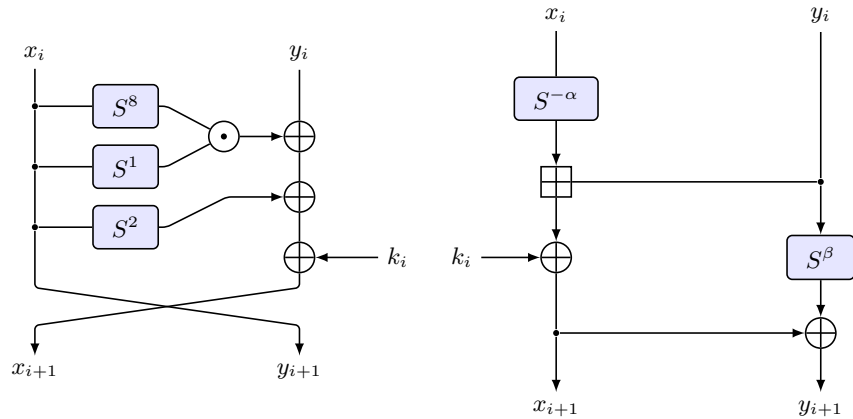 x_i y_i
S^8
S^1
S^2
k_i
x_{i+1} y_{i+1}
x_i y_i
S^{-α}
k_i
S^β
x_{i+1} y_{i+1}